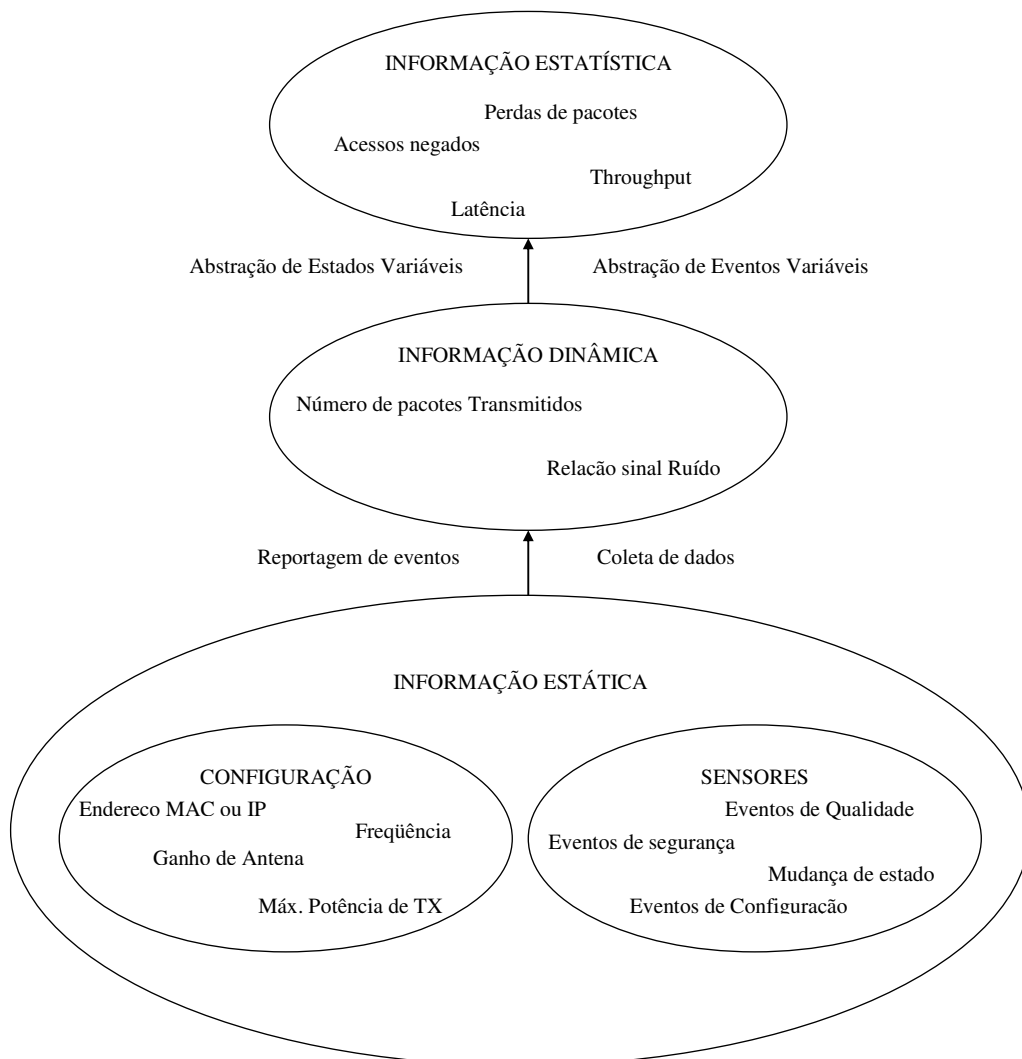 INFORMAÇÃO ESTATÍSTICA
Perdas de pacotes
Acessos negados
Throughput
Latência
Abstração de Estados Variáveis
Abstração de Eventos Variáveis
INFORMAÇÃO DINÂMICA
Número de pacotes Transmitidos
Relacão sinal Ruído
Reportagem de eventos
Coleta de dados
INFORMAÇÃO ESTÁTICA
CONFIGURAÇÃO
Endereco MAC ou IP
Freqüência
Ganho de Antena
Máx. Potência de TX
SENSORES
Eventos de Qualidade
Eventos de segurança
Mudança de estado
Eventos de Configuracão